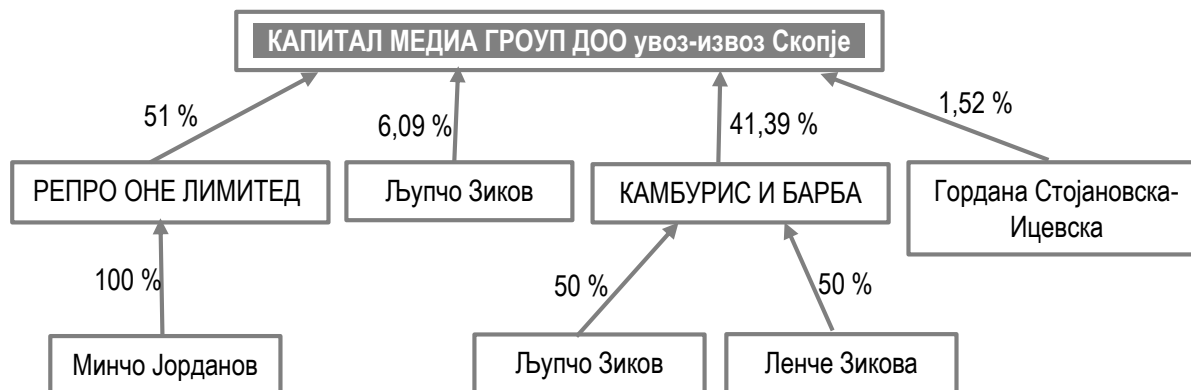 КАПИТАЛ МЕДИА ГРОУП ДОО увоз-извоз Скопје
51 %
6,09 %
41,39 %
1,52 %
РЕПРО ОНЕ ЛИМИТЕД
Љупчо Зиков
КАМБУРИС И БАРБА
Гордана Стојановска-
Ицевска
100 %
50 %
50 %
Минчо Јорданов
Љупчо Зиков
Ленче Зикова